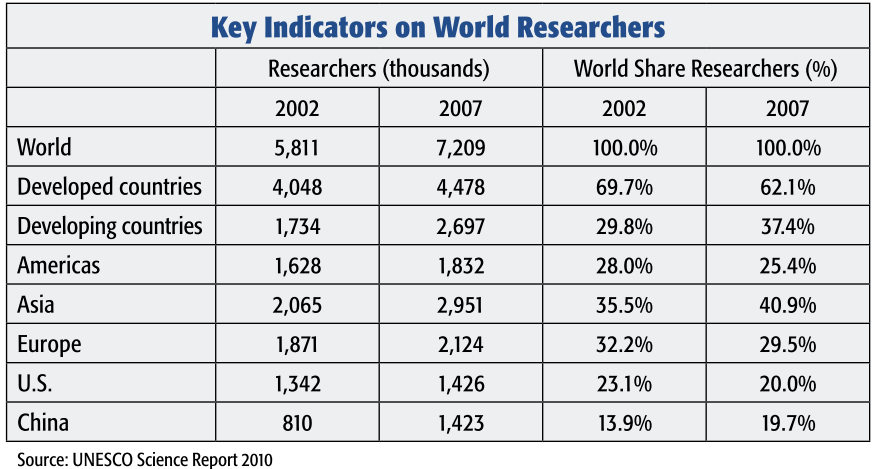 Key Indicators on World Researchers
Researchers (thousands) World Share Researchers (%)
2002 2007 2002 2007
World 5,811 7,209 100.0% 100.0%
Developed countries 4,048 4,478 69.7% 62.1%
Developing countries 1,734 2,697 29.8% 37.4%
Americas 1,628 1,832 28.0% 25.4%
Asia 2,065 2,951 35.5% 40.9%
Europe 1,871 2,124 32.2% 29.5%
U.S. 1,342 1,426 23.1% 20.0%
China 810 1,423 13.9% 19.7%
Source: UNESCO Science Report 2010